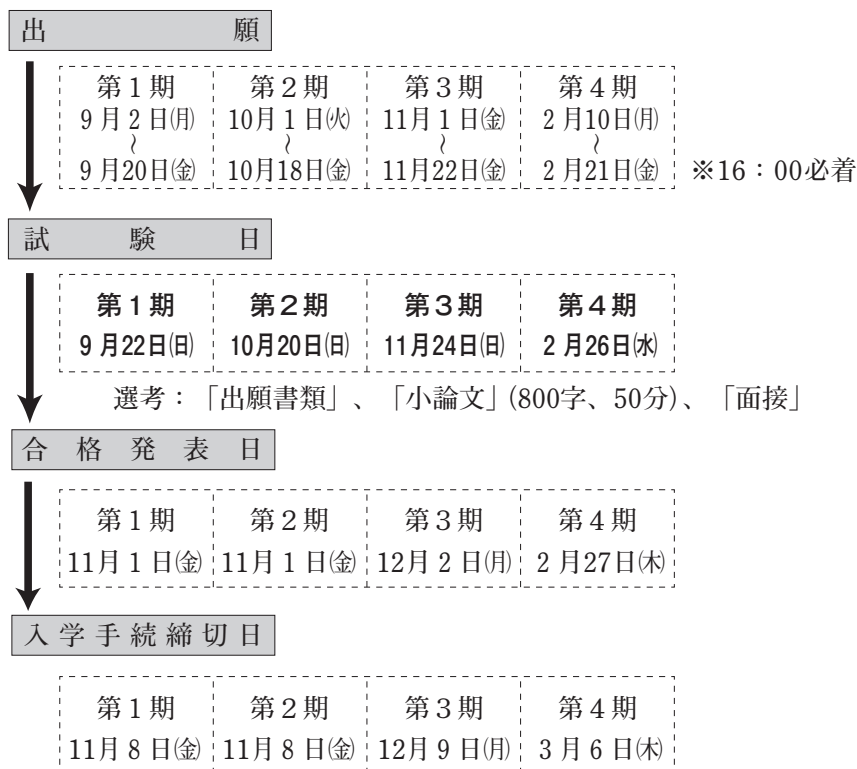 出願
第1期 第2期 第3期 第4期
9月2日㈪ 10月1日㈫ 11月1日㈮ 2月10日㈪
〜 〜 〜 〜
9月20日㈮ 10月18日㈮ 11月22日㈮ 2月21日㈮ ※16：00必着
試験日
第1期 第2期 第3期 第4期
9月22日㈰ 10月20日㈰ 11月24日㈰ 2月26日㈬
選考：「出願書類」、「小論文」(800字、50分)、「面接」
合格発表日
第1期 第2期 第3期 第4期
11月1日㈮ 11月1日㈮ 12月2日㈪ 2月27日㈭
入学手続締切日
第1期 第2期 第3期 第4期
11月8日㈮ 11月8日㈮ 12月9日㈪ 3月6日㈭